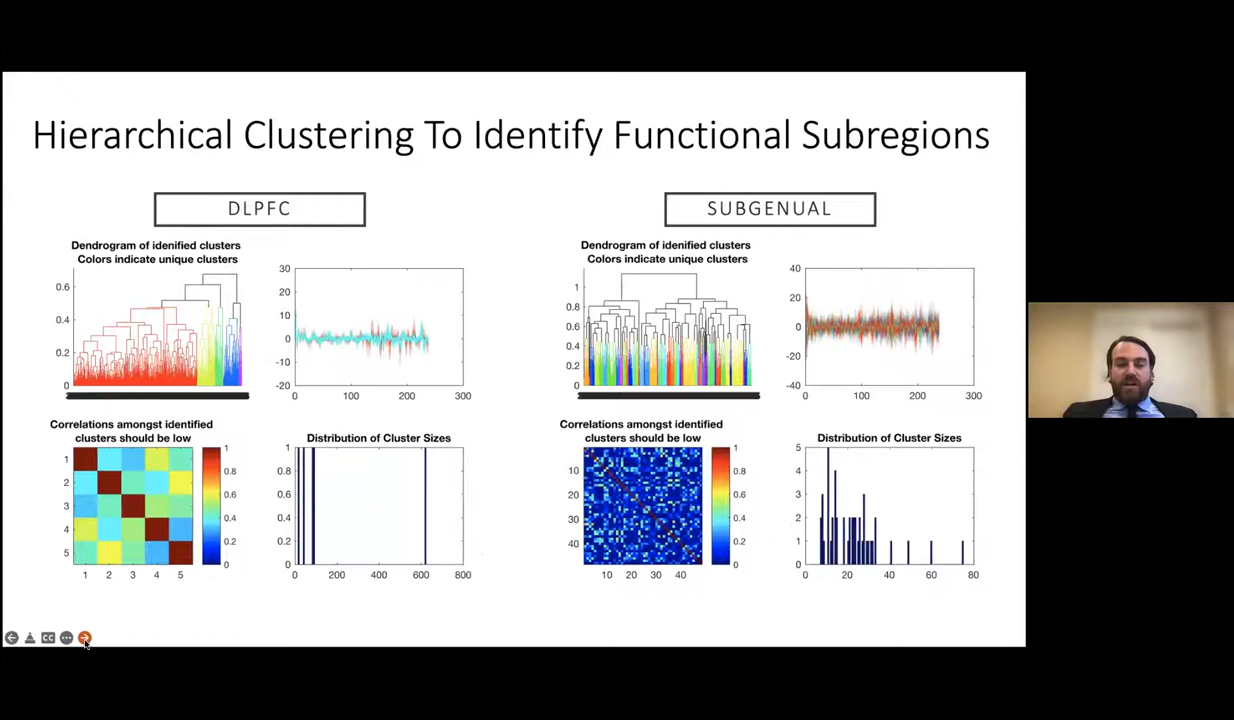 Hierarchical Clustering To Identify Functional Subregions
DLPFC
Dendrogram of idenified clusters
Colors indicate unique clusters
0.6
0.4
0.2
0
30
20
10
0
-10
-20
0 100 200 300
Correlations amongst identified
clusters should be low
1
2
3
4
5
1 2 3 4 5
1
0.8
0.6
0.4
0.2
0
Distribution of Cluster Sizes
1
0.8
0.6
0.4
0.2
0
0 200 400 600 800
SUBGENUAL
Dendrogram of idenified clusters
Colors indicate unique clusters
1
0.8
0.6
0.4
0.2
0
40
20
0
-20
-40
0 100 200 300
Correlations amongst identified
clusters should be low
10
20
30
40
10 20 30 40
1
0.8
0.6
0.4
0.2
0
Distribution of Cluster Sizes
5
4
3
2
1
0
0 20 40 60 80
CC